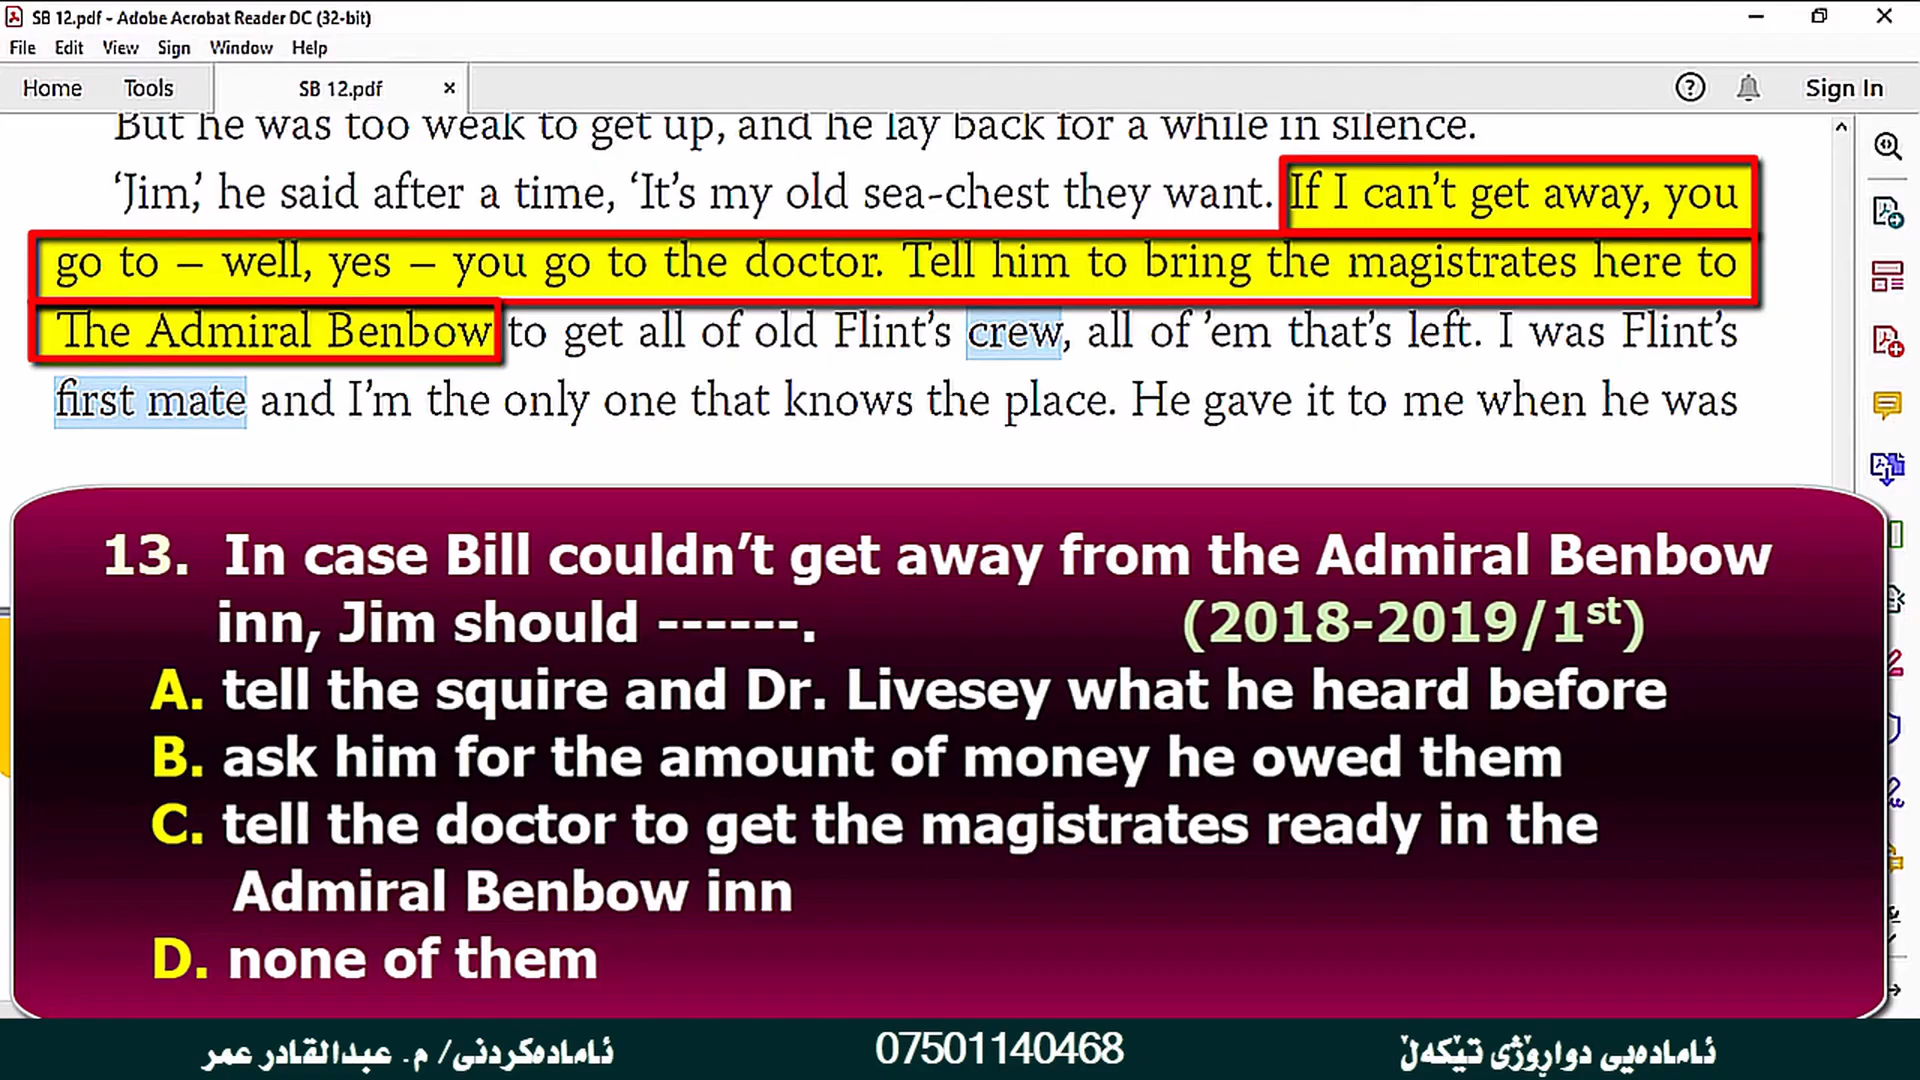 SB 12.pdf - Adobe Acrobat Reader DC (32-bit)
File Edit View Sign Window Help
Home Tools SB 12.pdf × Sign In
But he was too weak to get up, and he lay back for a while in silence.
‘Jim,’ he said after a time, ‘It’s my old sea-chest they want. If I can’t get away, you
go to – well, yes – you go to the doctor. Tell him to bring the magistrates here to
The Admiral Benbow to get all of old Flint’s crew, all of ’em that’s left. I was Flint’s
first mate and I’m the only one that knows the place. He gave it to me when he was
13. In case Bill couldn’t get away from the Admiral Benbow
inn, Jim should ------. (2018-2019/1st)
A. tell the squire and Dr. Livesey what he heard before
B. ask him for the amount of money he owed them
C. tell the doctor to get the magistrates ready in the
Admiral Benbow inn
D. none of them
ئامادەکردنی/ م. عبدالقادر عمر 07501140468 ئامادەیی دواڕۆژی تێکەڵ